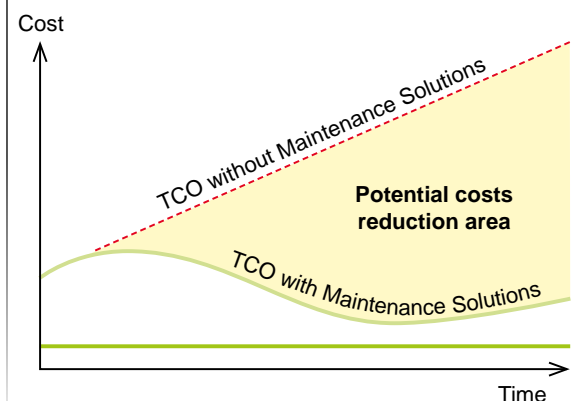 Cost
TCO without Maintenance Solutions
Potential costs
reduction area
TCO with Maintenance Solutions
Time